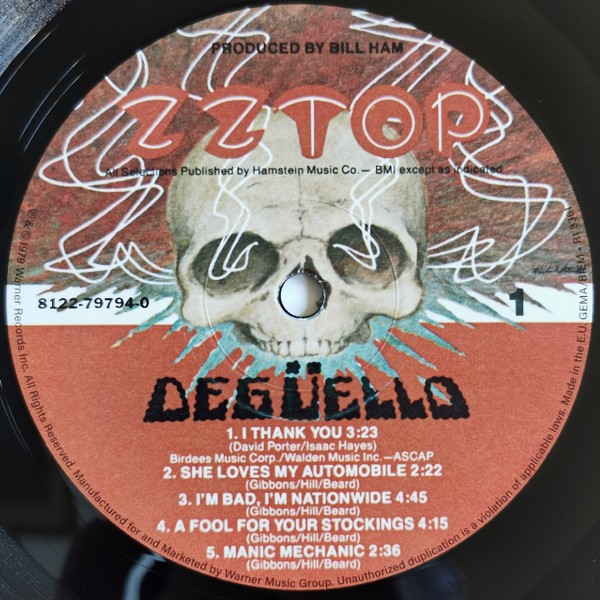 PRODUCED BY BILL HAM
ZZ TOP
All Selections Published by Hamstein Music Co.— BMI except as indicated
8122-79794-0
1
DEGÜELLO
1. I THANK YOU 3:23
(David Porter/Isaac Hayes)
Birdees Music Corp./Walden Music Inc.—ASCAP
2. SHE LOVES MY AUTOMOBILE 2:22
(Gibbons/Hill/Beard)
3. I'M BAD, I'M NATIONWIDE 4:45
(Gibbons/Hill/Beard)
4. A FOOL FOR YOUR STOCKINGS 4:15
(Gibbons/Hill/Beard)
5. MANIC MECHANIC 2:36
(Gibbons/Hill/Beard)
℗ & © 1979 Warner Records Inc. All Rights Reserved. Manufactured for and Marketed by Warner Music Group. Unauthorized duplication is a violation of applicable laws. Made in the E.U. GEMA/BIEM •